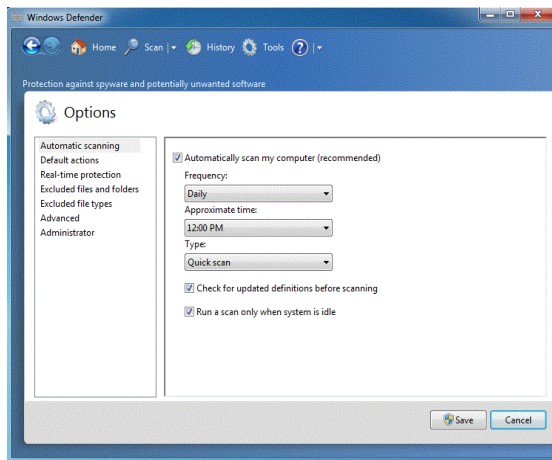 Windows Defender
Home Scan History Tools ?
Protection against spyware and potentially unwanted software
Options
Automatic scanning
Default actions
Real-time protection
Excluded files and folders
Excluded file types
Advanced
Administrator
Automatically scan my computer (recommended)
Frequency:
Daily
Approximate time:
12:00 PM
Type:
Quick scan
Check for updated definitions before scanning
Run a scan only when system is idle
Save Cancel